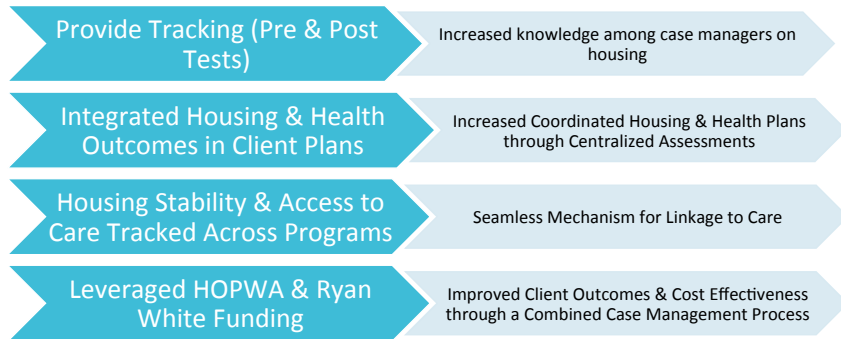 Provide Tracking (Pre & Post
Tests)
Increased knowledge among case managers on
housing
Integrated Housing & Health
Outcomes in Client Plans
Increased Coordinated Housing & Health Plans
through Centralized Assessments
Housing Stability & Access to
Care Tracked Across Programs
Seamless Mechanism for Linkage to Care
Leveraged HOPWA & Ryan
White Funding
Improved Client Outcomes & Cost Effectiveness
through a Combined Case Management Process